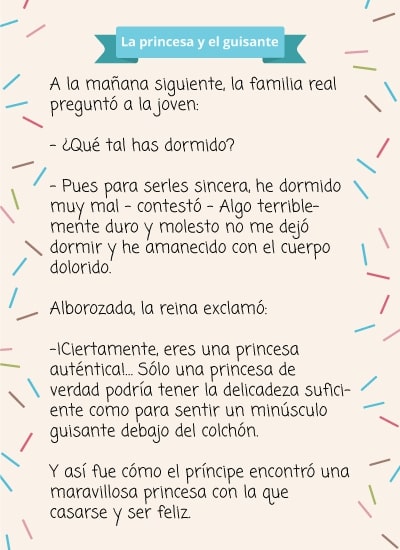 La princesa y el guisante
A la mañana siguiente, la familia real
preguntó a la joven:
- ¿Qué tal has dormido?
- Pues para serles sincera, he dormido
muy mal - contestó - Algo terrible-
mente duro y molesto no me dejó
dormir y he amanecido con el cuerpo
dolorido.
Alborozada, la reina exclamó:
-¡Ciertamente, eres una princesa
auténtica!... Sólo una princesa de
verdad podría tener la delicadeza sufici-
ente como para sentir un minúsculo
guisante debajo del colchón.
Y así fue cómo el príncipe encontró una
maravillosa princesa con la que
casarse y ser feliz.